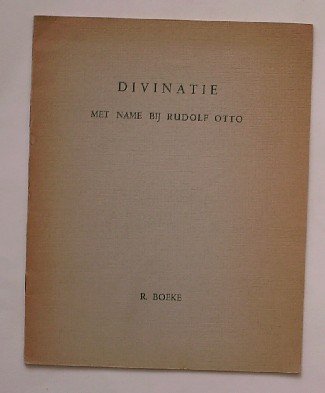 DIVINATIE
MET NAME BIJ RUDOLF OTTO
R. BOEKE